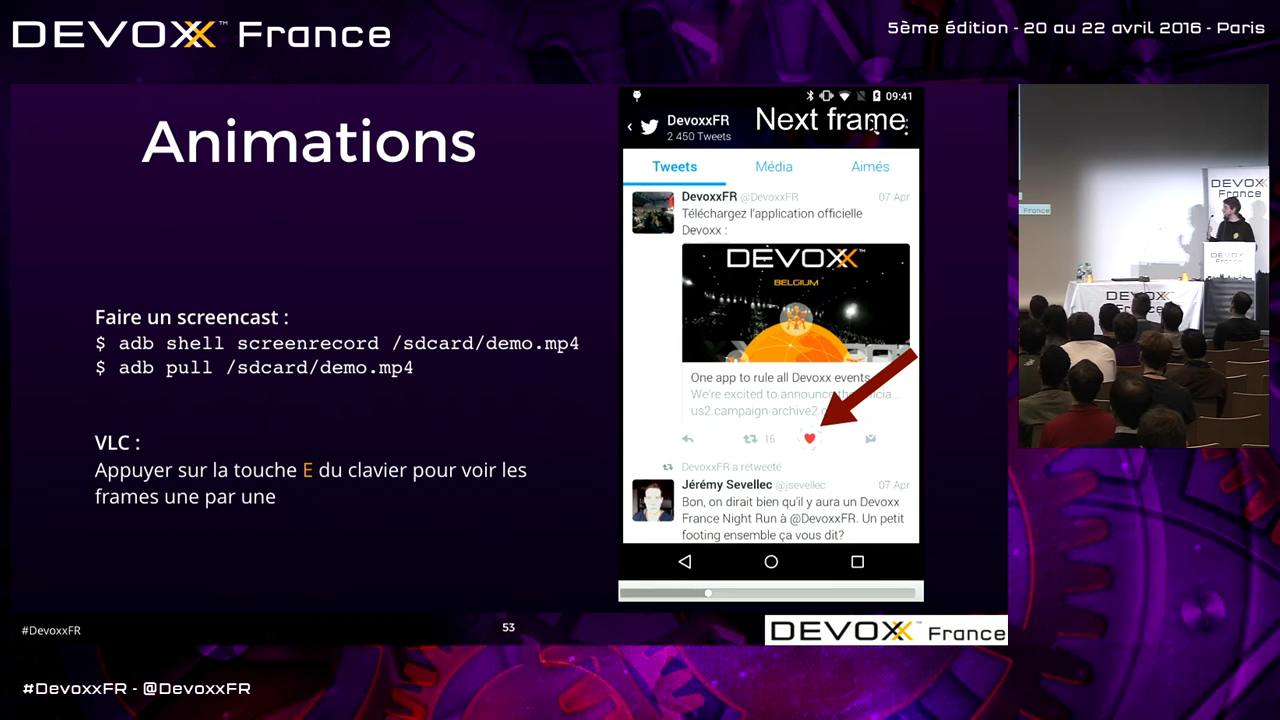 DEVOXX™ France
5ème édition - 20 au 22 avril 2016 - Paris
Animations
Faire un screencast :
$ adb shell screenrecord /sdcard/demo.mp4
$ adb pull /sdcard/demo.mp4
VLC :
Appuyer sur la touche E du clavier pour voir les
frames une par une
09:41
DevoxxFR
2 450 Tweets
Next frame
Tweets
Média
Aimés
DevoxxFR @DevoxxFR 07 Apr
Téléchargez l'application officielle
Devoxx :
DEVOXX™
BELGIUM
One app to rule all Devoxx events
We're excited to announce
us2.campaign-archive2.
16
DevoxxFR a retweeté
Jérémy Sevellec @jsevellec 07 Apr
Bon, on dirait bien qu'il y aura un Devoxx
France Night Run à @DevoxxFR. Un petit
footing ensemble ça vous dit?
#DevoxxFR
53
DEVOXX France
DEVOXX
France
France
DEVOXX
France
DEVOXX
France
#DevoxxFR - @DevoxxFR